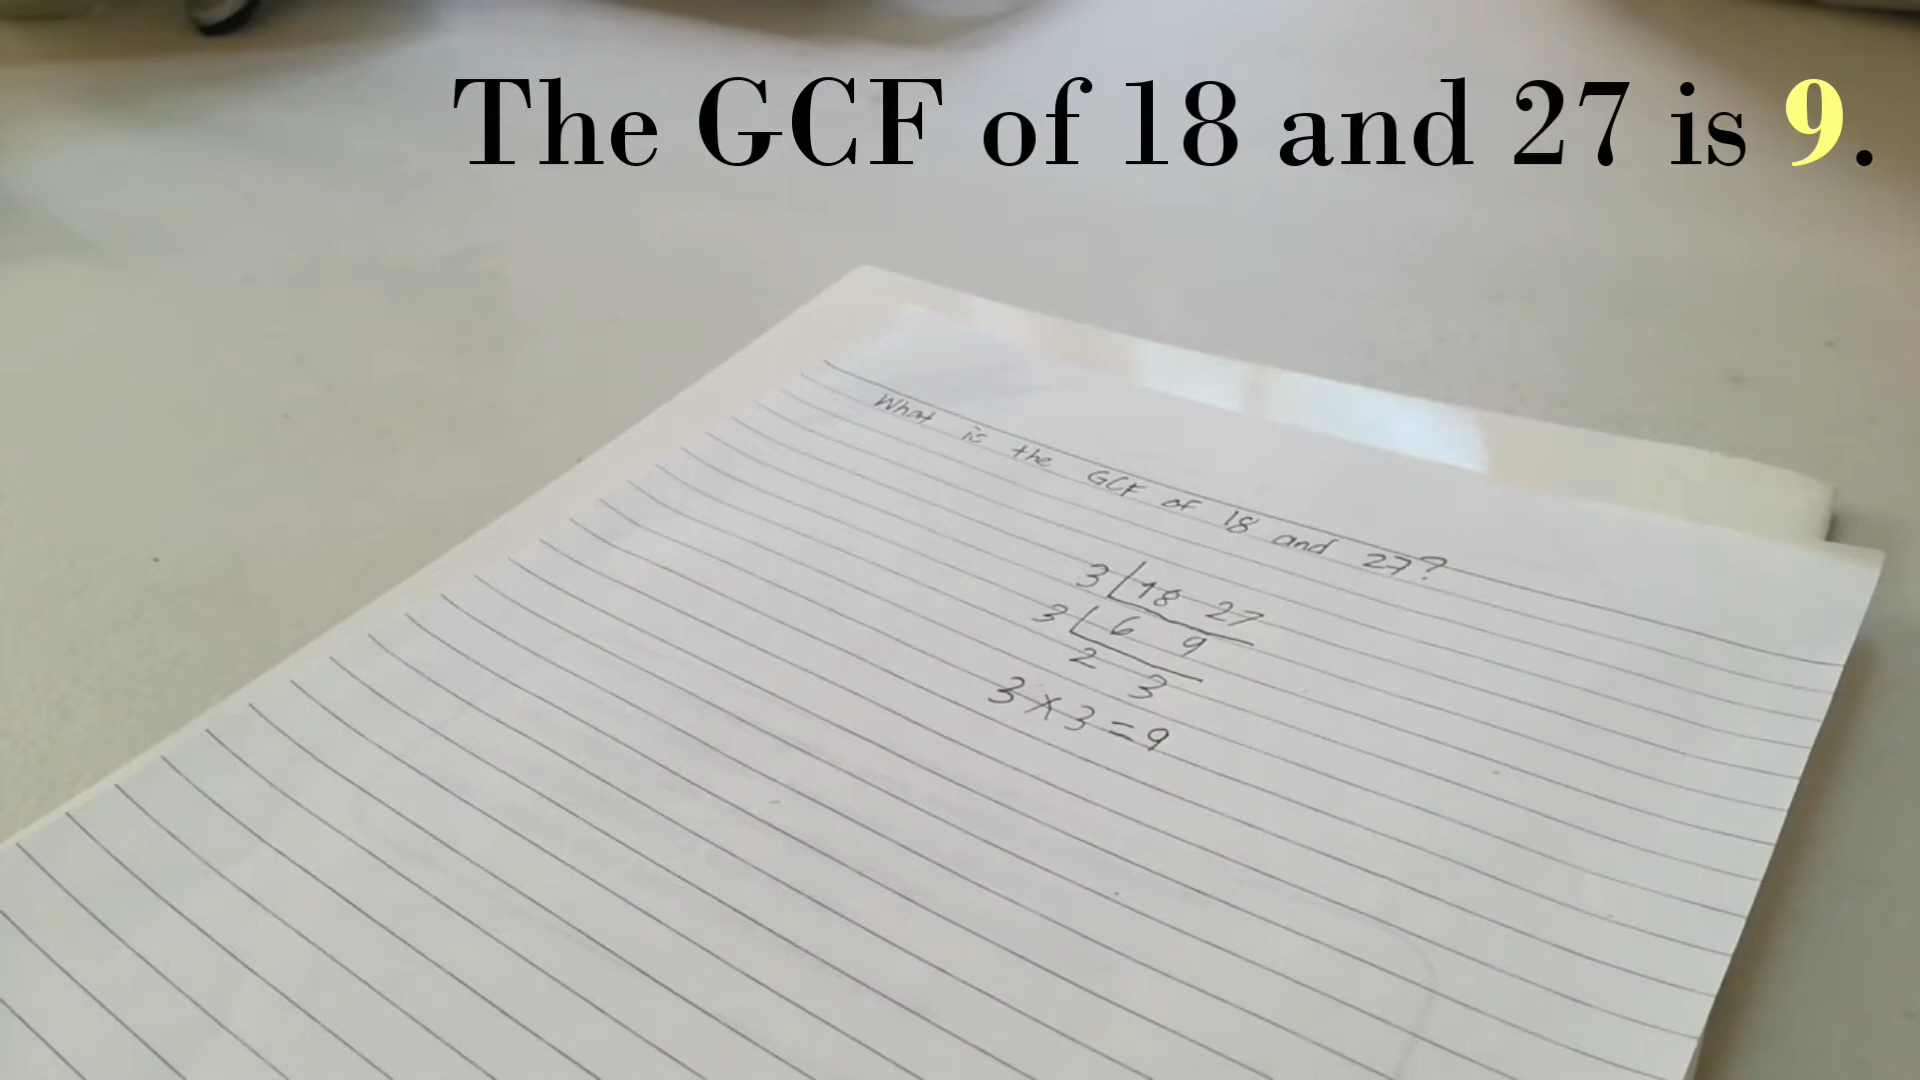 The GCF of 18 and 27 is 9.
What is the GCF of 18 and 27?
3 18 27
3 6 9
2 3
3 × 3 = 9